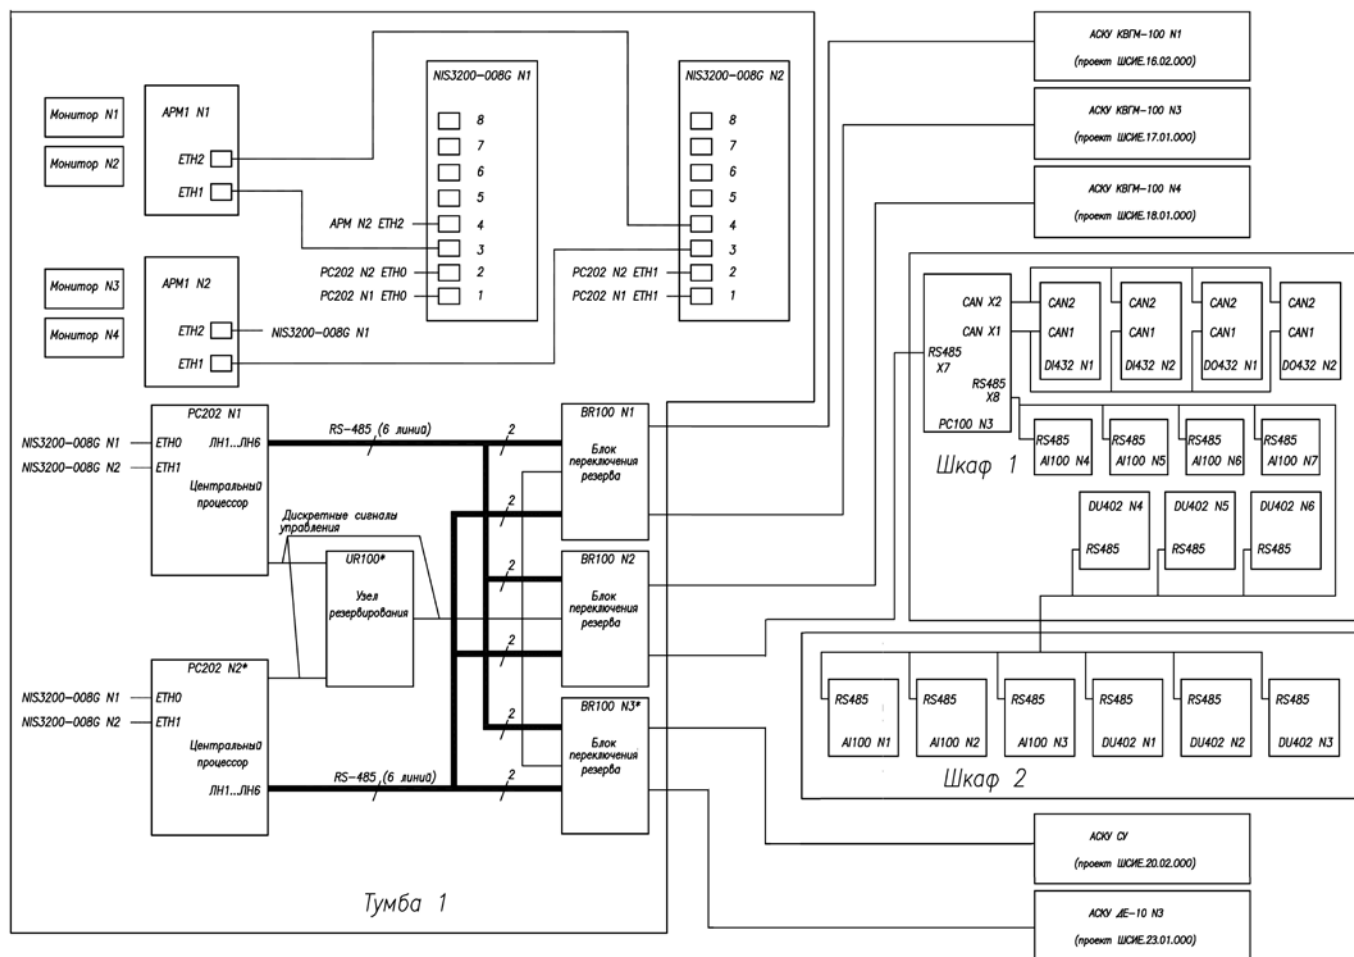 Монитор N1
Монитор N2
АРМ1 N1
ETH2
ETH1
NIS3200-008G N1
8
7
6
5
АРМ N2 ETH2
4
3
PC202 N2 ETH0
2
PC202 N1 ETH0
1
NIS3200-008G N2
8
7
6
5
4
3
PC202 N2 ETH1
2
PC202 N1 ETH1
1
Монитор N3
Монитор N4
АРМ1 N2
ETH2
NIS3200-008G N1
ETH1
PC202 N1
NIS3200-008G N1
ETH0
ЛН1...ЛН6
NIS3200-008G N2
ETH1
Центральный
процессор
RS-485 (6 линий)
Дискретные сигналы
управления
UR100*
Узел
резервирования
PC202 N2*
NIS3200-008G N1
ETH0
NIS3200-008G N2
ETH1
Центральный
процессор
ЛН1...ЛН6
RS-485 (6 линий)
2
2
2
2
2
2
BR100 N1
Блок
переключения
резерва
BR100 N2
Блок
переключения
резерва
BR100 N3*
Блок
переключения
резерва
Тумба 1
АСКУ КВГМ-100 N1
(проект ШСИЕ.16.02.000)
АСКУ КВГМ-100 N3
(проект ШСИЕ.17.01.000)
АСКУ КВГМ-100 N4
(проект ШСИЕ.18.01.000)
CAN X2
CAN X1
RS485
X7
RS485
X8
PC100 N3
CAN2
CAN1
DI432 N1
CAN2
CAN1
DI432 N2
CAN2
CAN1
DO432 N1
CAN2
CAN1
DO432 N2
RS485
AI100 N4
RS485
AI100 N5
RS485
AI100 N6
RS485
AI100 N7
Шкаф 1
DU402 N4
RS485
DU402 N5
RS485
DU402 N6
RS485
RS485
AI100 N1
RS485
AI100 N2
RS485
AI100 N3
RS485
DU402 N1
RS485
DU402 N2
RS485
DU402 N3
Шкаф 2
АСКУ СУ
(проект ШСИЕ.20.02.000)
АСКУ ДЕ-10 N3
(проект ШСИЕ.23.01.000)